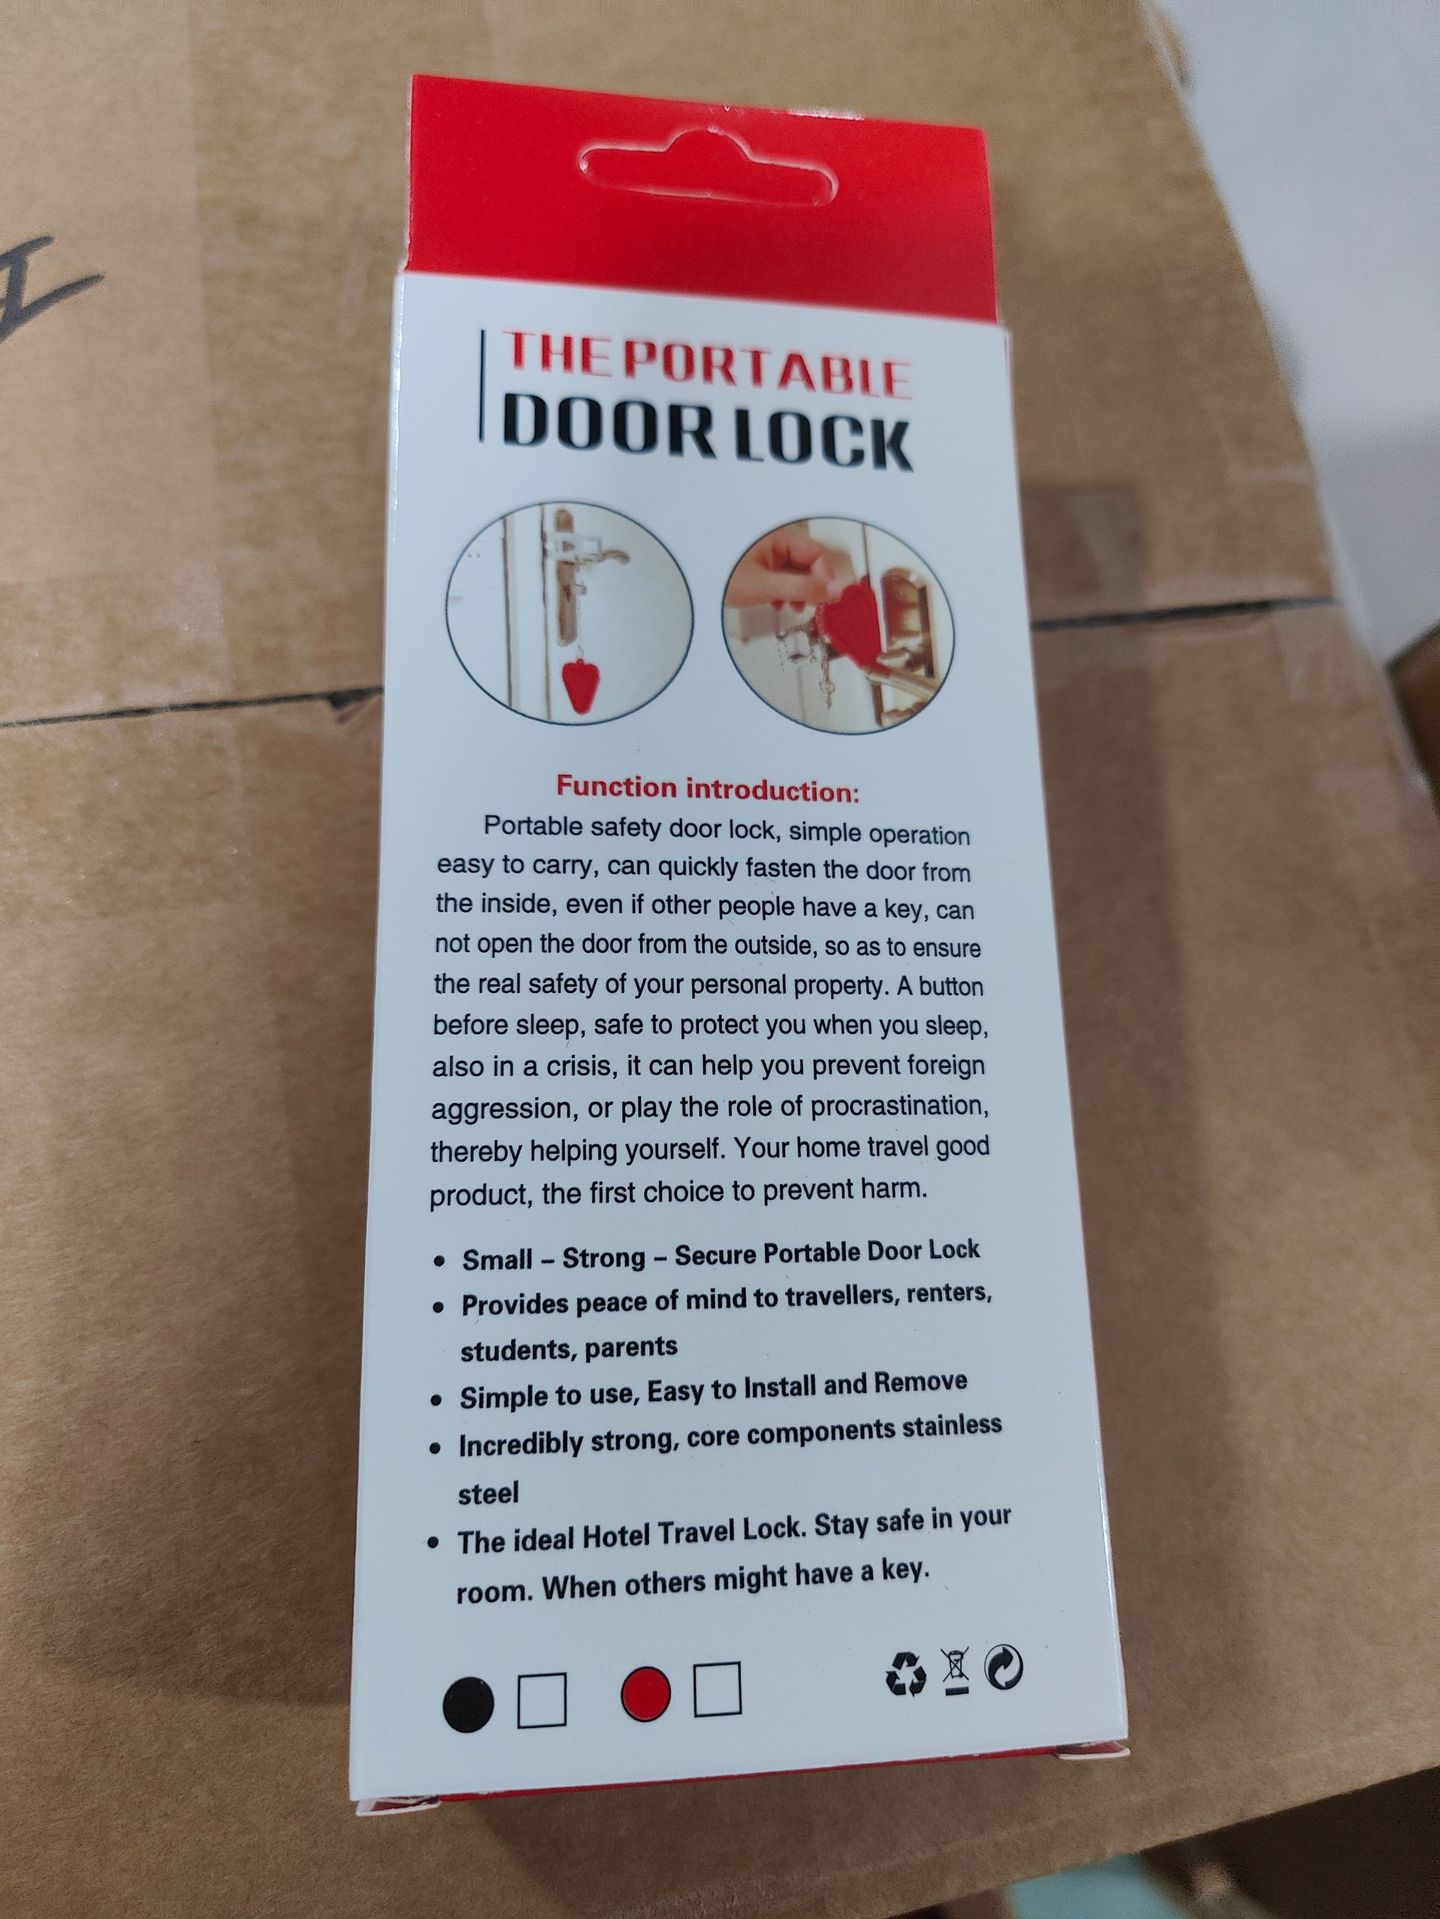 THE PORTABLE
DOOR LOCK
Function introduction:
Portable safety door lock, simple operation
easy to carry, can quickly fasten the door from
the inside, even if other people have a key, can
not open the door from the outside, so as to ensure
the real safety of your personal property. A button
before sleep, safe to protect you when you sleep,
also in a crisis, it can help you prevent foreign
aggression, or play the role of procrastination,
thereby helping yourself. Your home travel good
product, the first choice to prevent harm.
• Small – Strong – Secure Portable Door Lock
• Provides peace of mind to travellers, renters,
students, parents
• Simple to use, Easy to Install and Remove
• Incredibly strong, core components stainless
steel
• The ideal Hotel Travel Lock. Stay safe in your
room. When others might have a key.